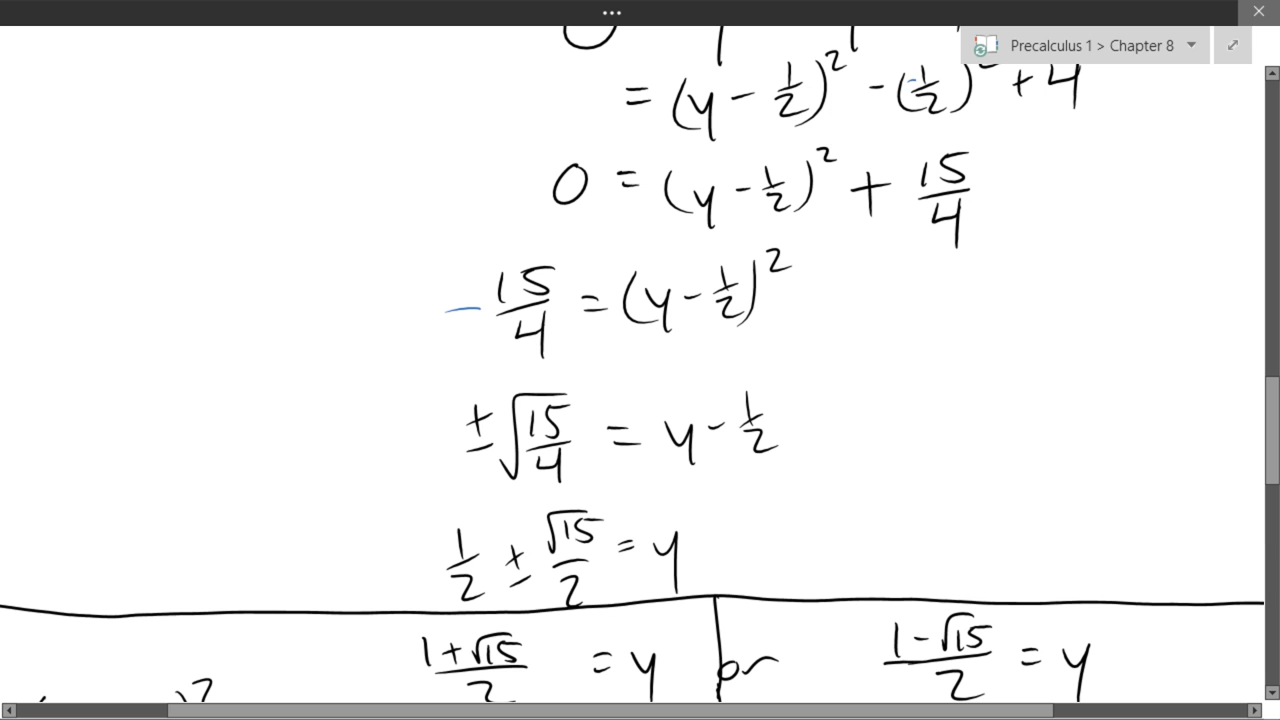 Precalculus 1 > Chapter 8
= (y - 1/2)² - (1/2)² + 4
0 = (y - 1/2)² + 15/4
- 15/4 = (y - 1/2)²
± √(15/4) = y - 1/2
1/2 ± √15/2 = y
(1 + √15)/2 = y or (1 - √15)/2 = y
)²